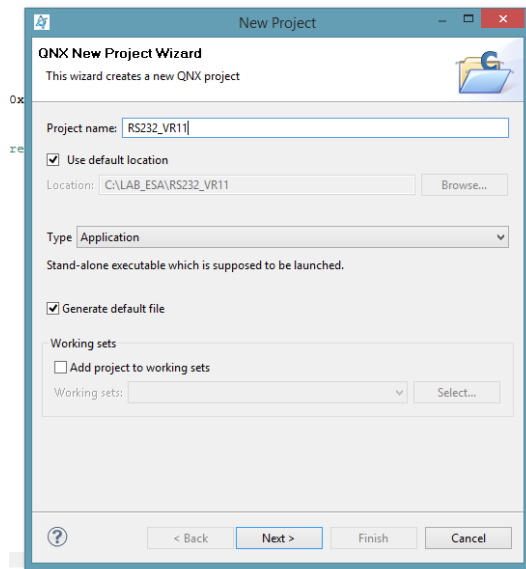 New Project
QNX New Project Wizard
This wizard creates a new QNX project
0x
Project name: RS232_VR11
re
Use default location
Location: C:\LAB_ESA\RS232_VR11 Browse...
Type Application
Stand-alone executable which is supposed to be launched.
Generate default file
Working sets
Add project to working sets
Working sets: Select...
? < Back Next > Finish Cancel